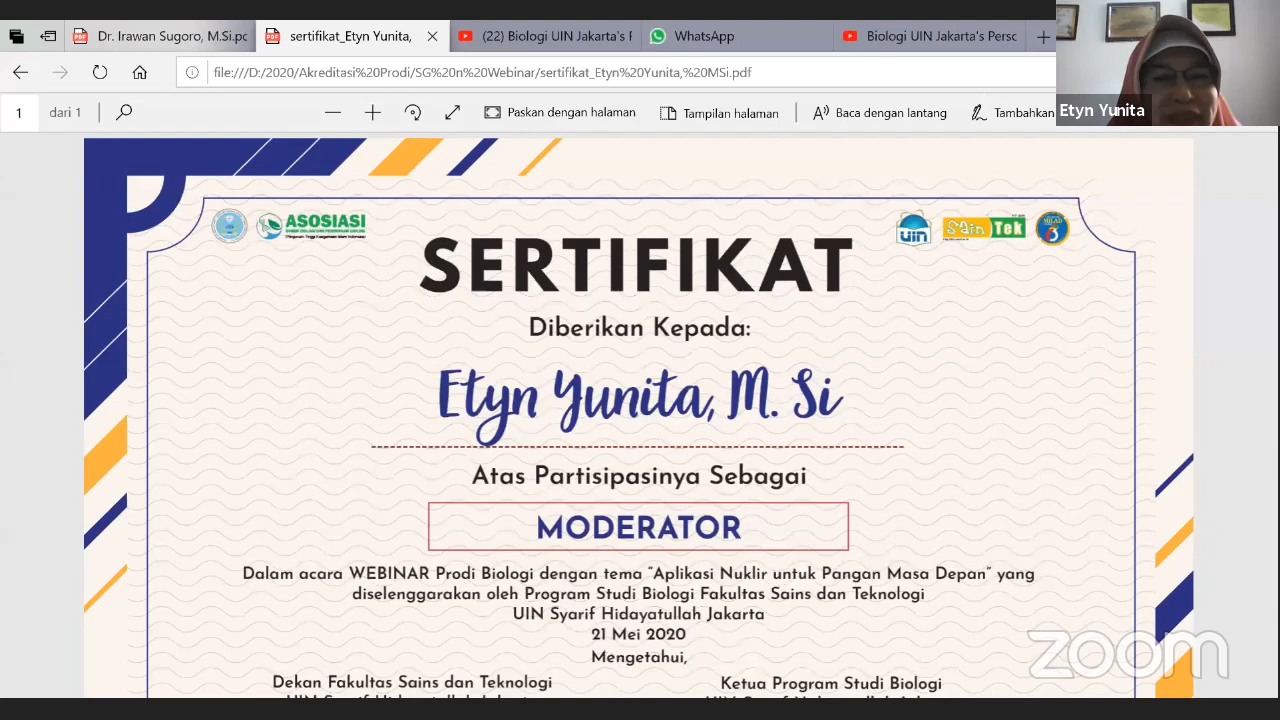 Dr. Irawan Sugoro, M.Si.pc
sertifikat_Etyn Yunita,
(22) Biologi UIN Jakarta's F
WhatsApp
Biologi UIN Jakarta's Persc
file:///D:/2020/Akreditasi%20Prodi/SG%20n%20Webinar/sertifikat_Etyn%20Yunita,%20MSi.pdf
Etyn Yunita
1 dari 1
Paskan dengan halaman
Tampilan halaman
Baca dengan lantang
Tambahkan
ASOSIASI
uin
Sain Tek
SERTIFIKAT
Diberikan Kepada:
Etyn Yunita, M. Si
Atas Partisipasinya Sebagai
MODERATOR
Dalam acara WEBINAR Prodi Biologi dengan tema "Aplikasi Nuklir untuk Pangan Masa Depan" yang
diselenggarakan oleh Program Studi Biologi Fakultas Sains dan Teknologi
UIN Syarif Hidayatullah Jakarta
21 Mei 2020
Mengetahui,
Dekan Fakultas Sains dan Teknologi
Ketua Program Studi Biologi
zoom